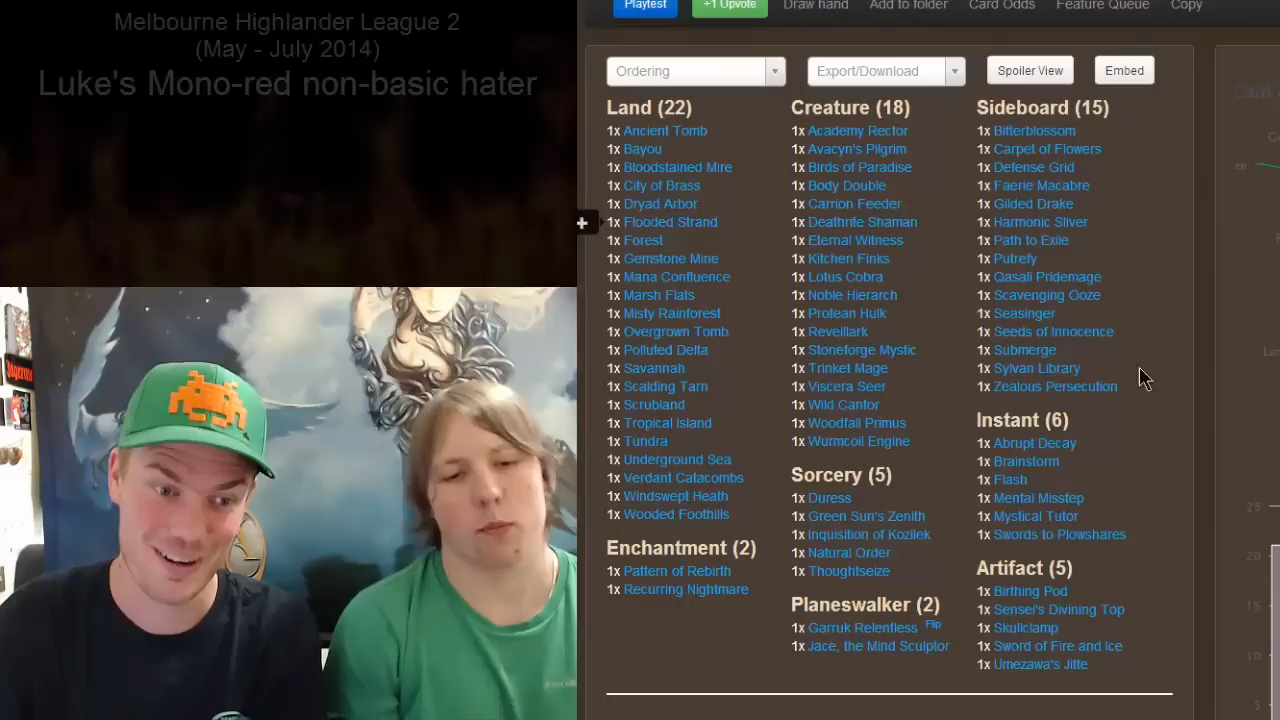 Melbourne Highlander League 2
(May - July 2014)
Luke's Mono-red non-basic hater
Playtest
+1 Upvote
Draw hand
Add to folder
Card Odds
Feature Queue
Copy
Ordering
Export/Download
Spoiler View
Embed
Land (22)
1x Ancient Tomb
1x Bayou
1x Bloodstained Mire
1x City of Brass
1x Dryad Arbor
1x Flooded Strand
1x Forest
1x Gemstone Mine
1x Mana Confluence
1x Marsh Flats
1x Misty Rainforest
1x Overgrown Tomb
1x Polluted Delta
1x Savannah
1x Scalding Tarn
1x Scrubland
1x Tropical Island
1x Tundra
1x Underground Sea
1x Verdant Catacombs
1x Windswept Heath
1x Wooded Foothills
Enchantment (2)
1x Pattern of Rebirth
1x Recurring Nightmare
Creature (18)
1x Academy Rector
1x Avacyn's Pilgrim
1x Birds of Paradise
1x Body Double
1x Carrion Feeder
1x Deathrite Shaman
1x Eternal Witness
1x Kitchen Finks
1x Lotus Cobra
1x Noble Hierarch
1x Protean Hulk
1x Reveillark
1x Stoneforge Mystic
1x Trinket Mage
1x Viscera Seer
1x Wild Cantor
1x Woodfall Primus
1x Wurmcoil Engine
Sorcery (5)
1x Duress
1x Green Sun's Zenith
1x Inquisition of Kozilek
1x Natural Order
1x Thoughtseize
Planeswalker (2)
1x Garruk Relentless Flip
1x Jace, the Mind Sculptor
Sideboard (15)
1x Bitterblossom
1x Carpet of Flowers
1x Defense Grid
1x Faerie Macabre
1x Gilded Drake
1x Harmonic Sliver
1x Path to Exile
1x Putrefy
1x Qasali Pridemage
1x Scavenging Ooze
1x Seasinger
1x Seeds of Innocence
1x Submerge
1x Sylvan Library
1x Zealous Persecution
Instant (6)
1x Abrupt Decay
1x Brainstorm
1x Flash
1x Mental Misstep
1x Mystical Tutor
1x Swords to Plowshares
Artifact (5)
1x Birthing Pod
1x Sensei's Divining Top
1x Skullclamp
1x Sword of Fire and Ice
1x Umezawa's Jitte
25
20
15
10
5